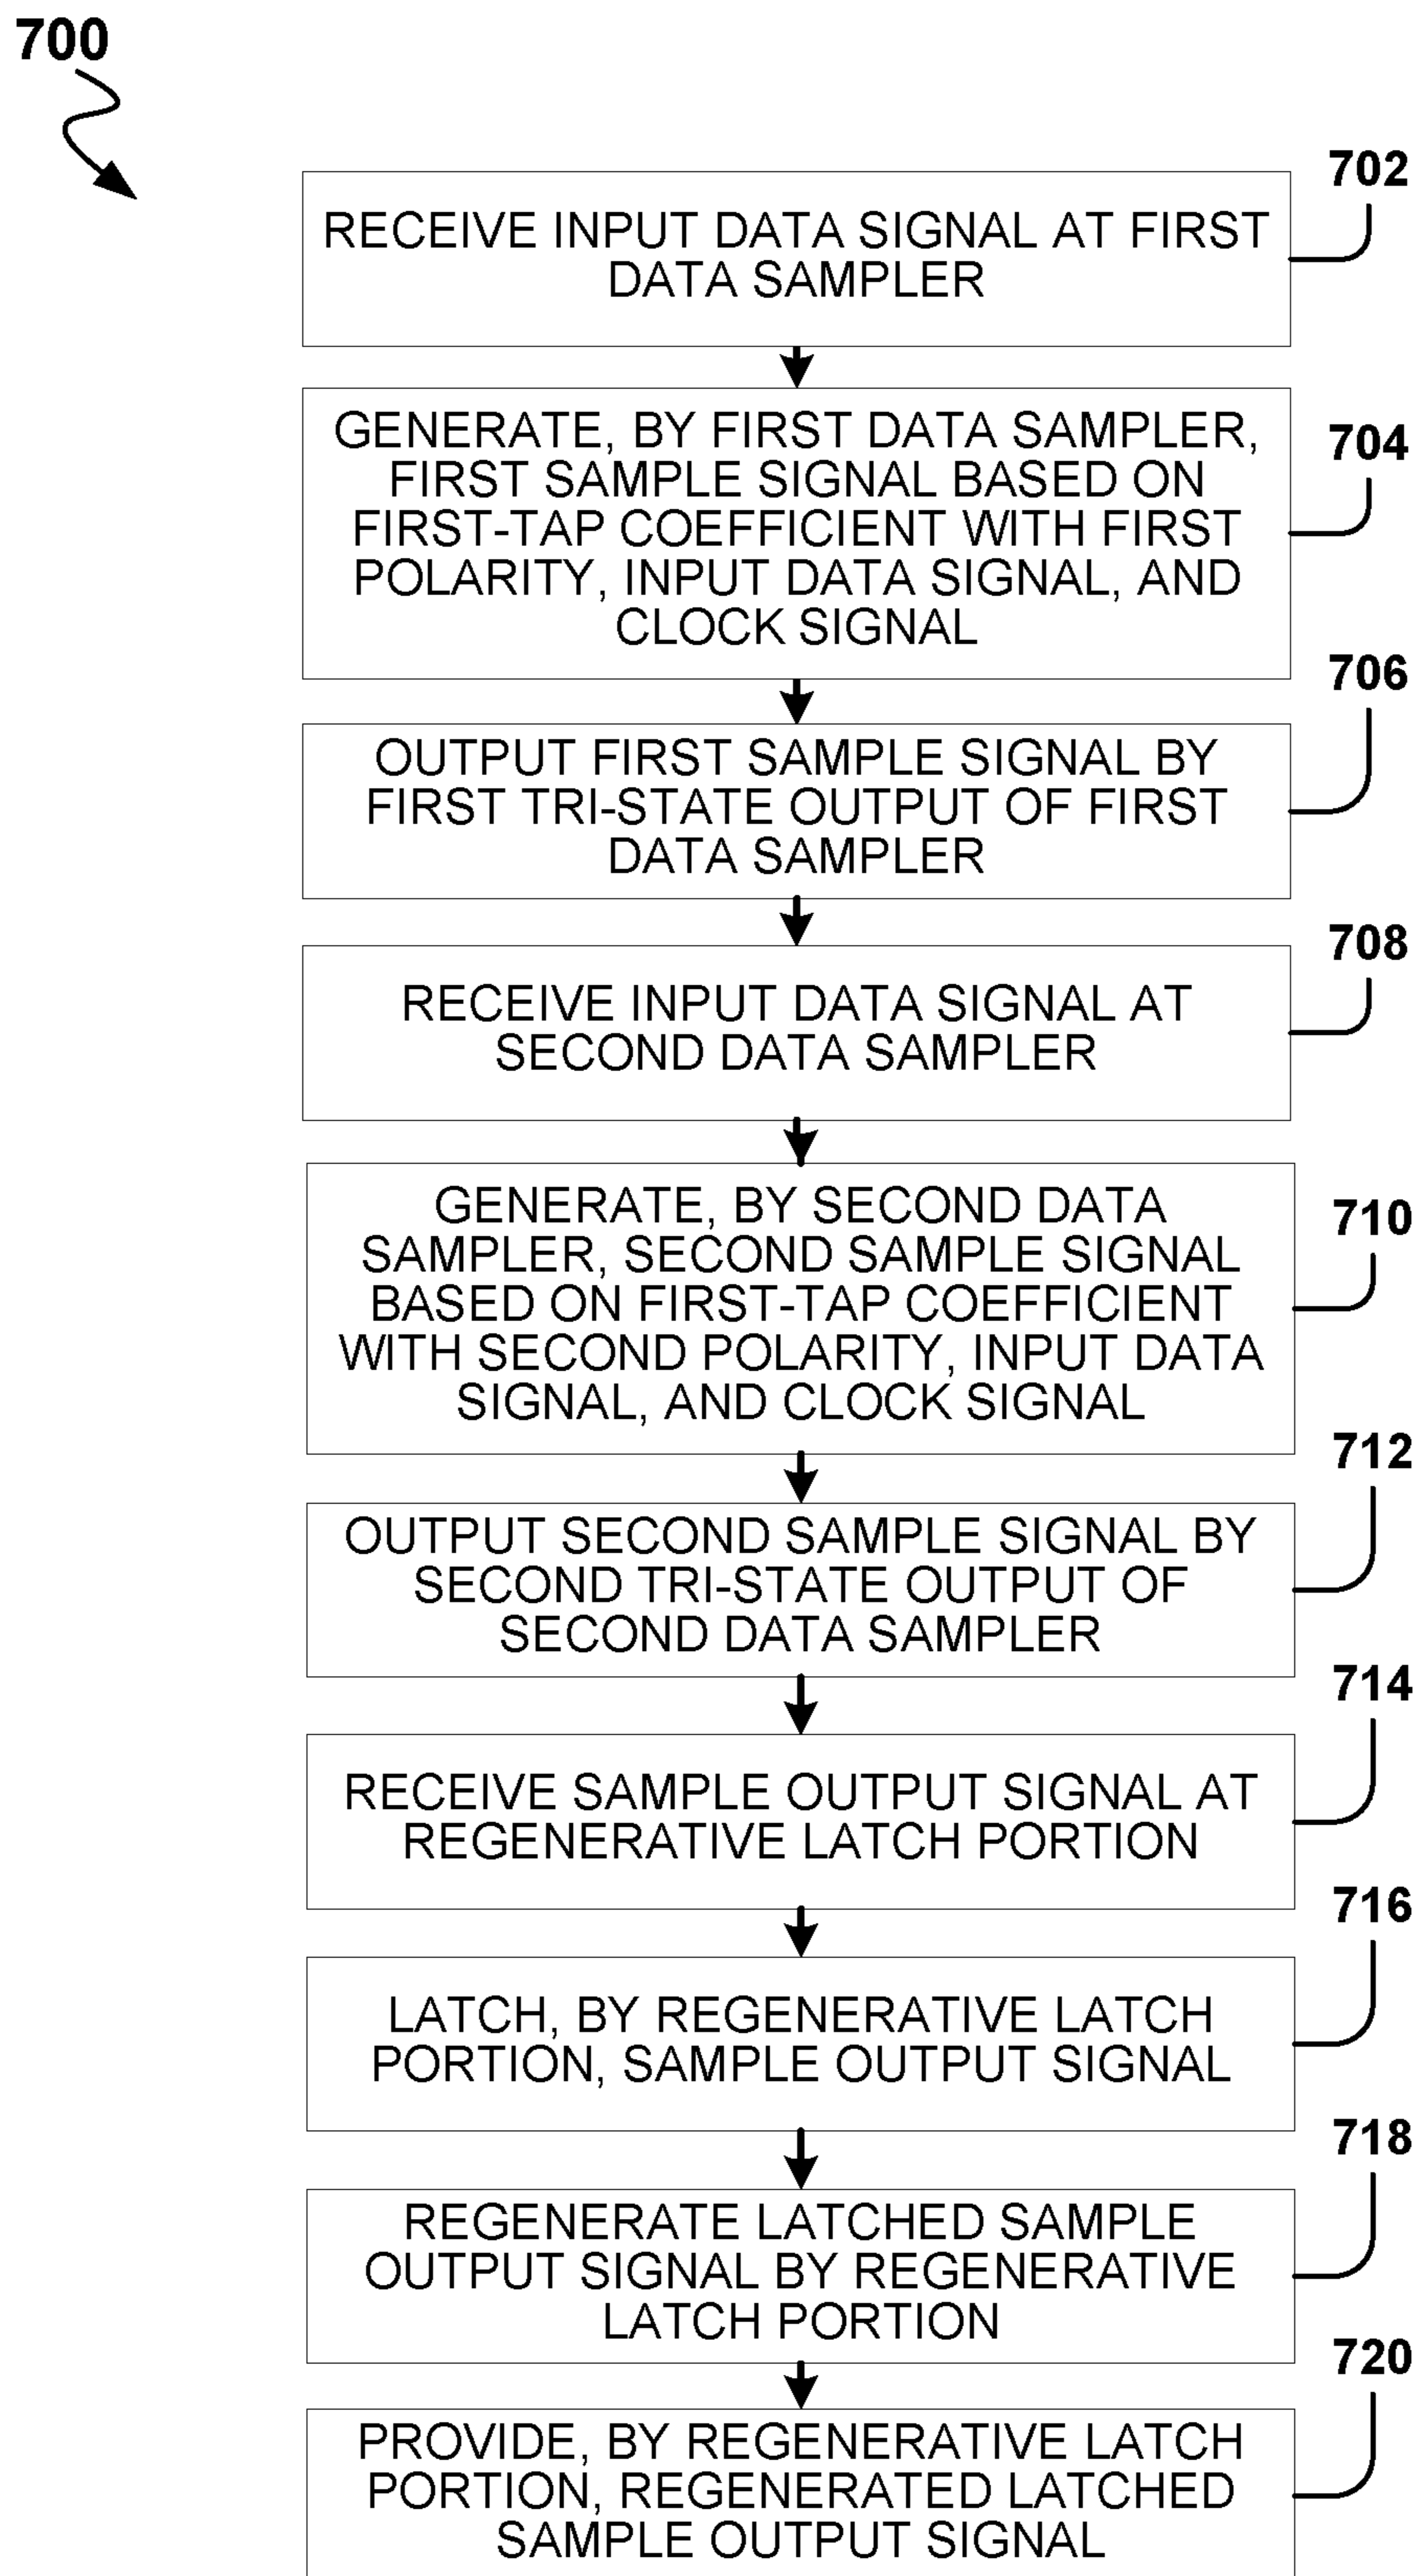 700
702
RECEIVE INPUT DATA SIGNAL AT FIRST
DATA SAMPLER
704
GENERATE, BY FIRST DATA SAMPLER,
FIRST SAMPLE SIGNAL BASED ON
FIRST-TAP COEFFICIENT WITH FIRST
POLARITY, INPUT DATA SIGNAL, AND
CLOCK SIGNAL
706
OUTPUT FIRST SAMPLE SIGNAL BY
FIRST TRI-STATE OUTPUT OF FIRST
DATA SAMPLER
708
RECEIVE INPUT DATA SIGNAL AT
SECOND DATA SAMPLER
710
GENERATE, BY SECOND DATA
SAMPLER, SECOND SAMPLE SIGNAL
BASED ON FIRST-TAP COEFFICIENT
WITH SECOND POLARITY, INPUT DATA
SIGNAL, AND CLOCK SIGNAL
712
OUTPUT SECOND SAMPLE SIGNAL BY
SECOND TRI-STATE OUTPUT OF
SECOND DATA SAMPLER
714
RECEIVE SAMPLE OUTPUT SIGNAL AT
REGENERATIVE LATCH PORTION
716
LATCH, BY REGENERATIVE LATCH
PORTION, SAMPLE OUTPUT SIGNAL
718
REGENERATE LATCHED SAMPLE
OUTPUT SIGNAL BY REGENERATIVE
LATCH PORTION
720
PROVIDE, BY REGENERATIVE LATCH
PORTION, REGENERATED LATCHED
SAMPLE OUTPUT SIGNAL